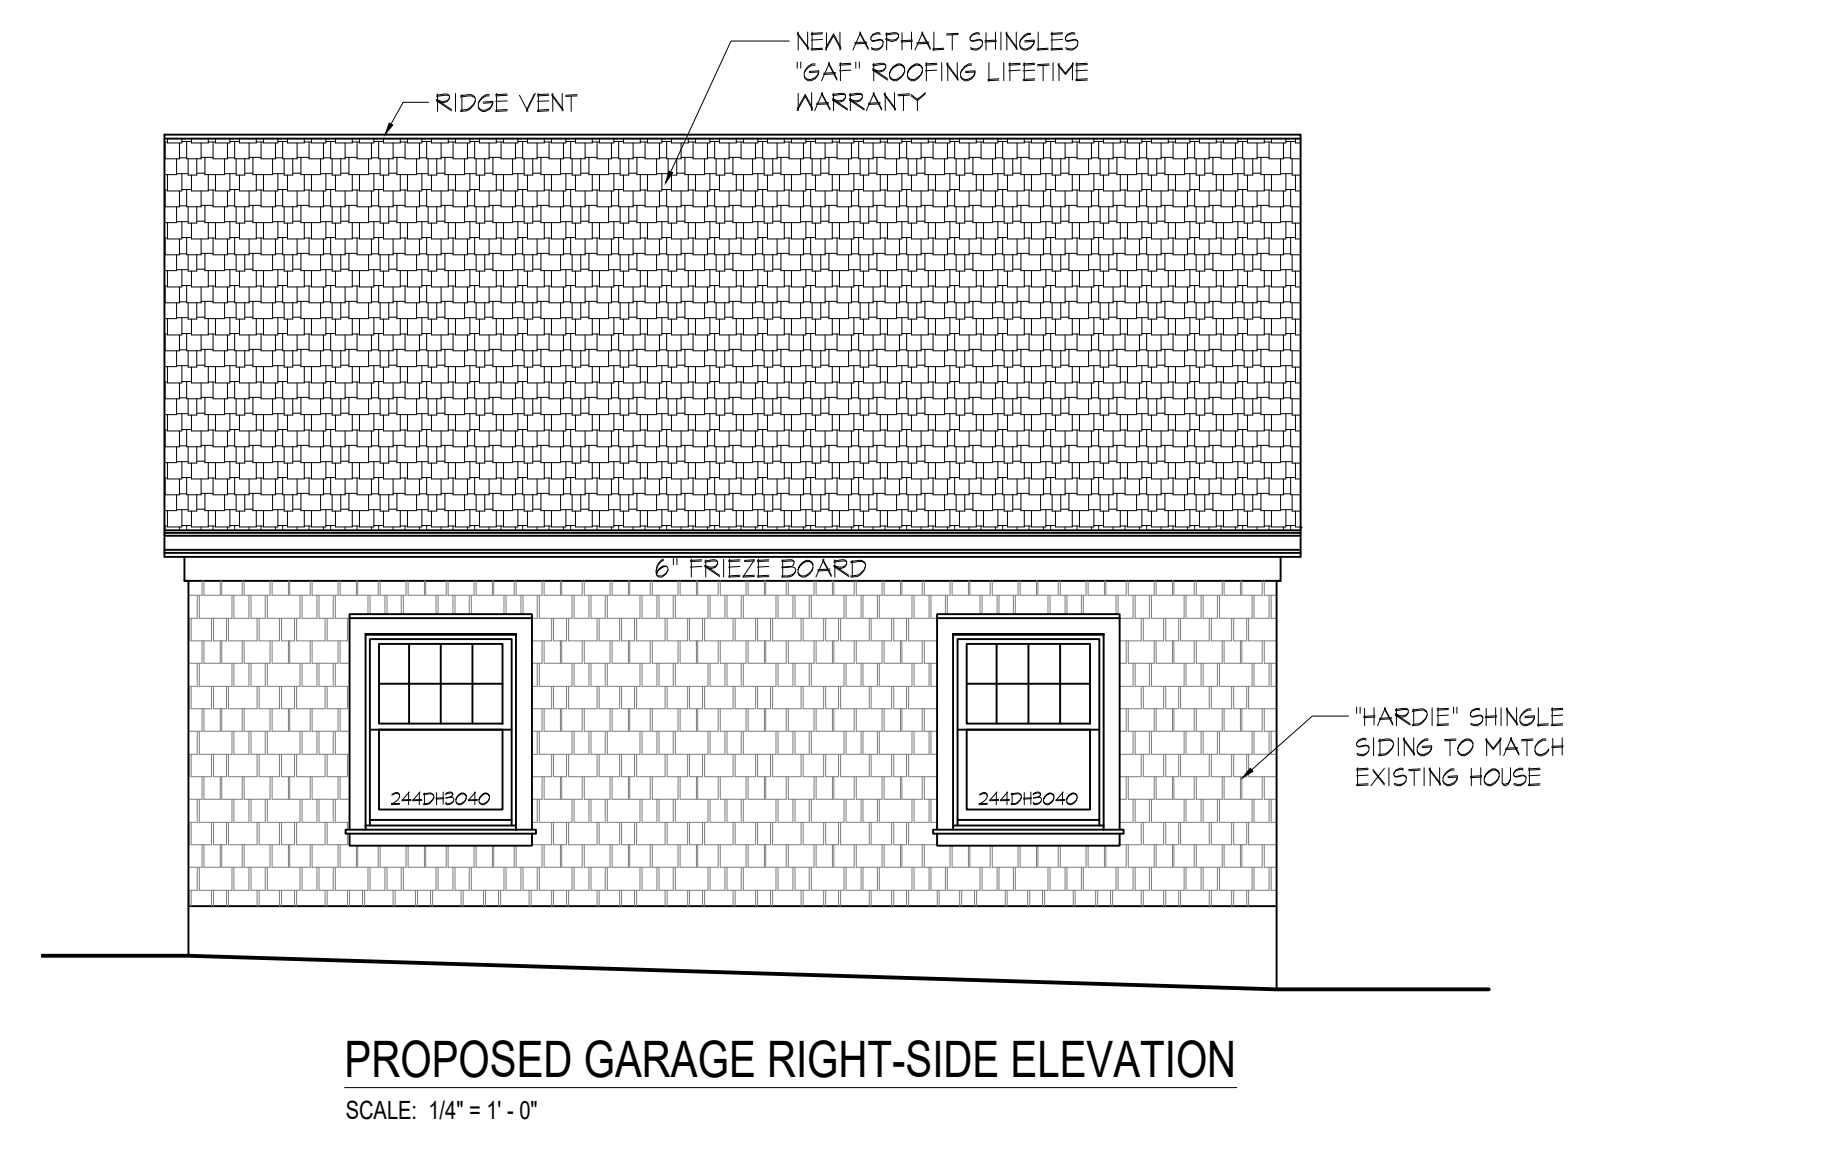 NEW ASPHALT SHINGLES
"GAF" ROOFING LIFETIME
WARRANTY
RIDGE VENT
6" FRIEZE BOARD
244DH3040
244DH3040
"HARDIE" SHINGLE
SIDING TO MATCH
EXISTING HOUSE
PROPOSED GARAGE RIGHT-SIDE ELEVATION
SCALE: 1/4" = 1' - 0"